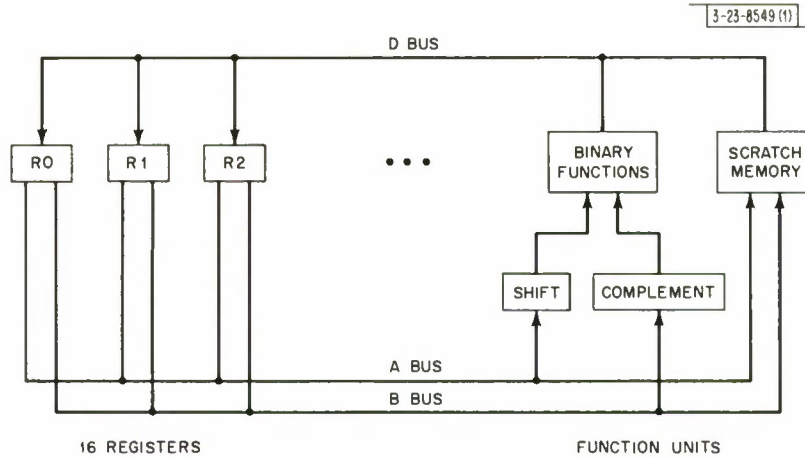 3-23-8549(1)
D BUS
R0
R1
R2
...
BINARY
FUNCTIONS
SCRATCH
MEMORY
SHIFT
COMPLEMENT
A BUS
B BUS
16 REGISTERS
FUNCTION UNITS